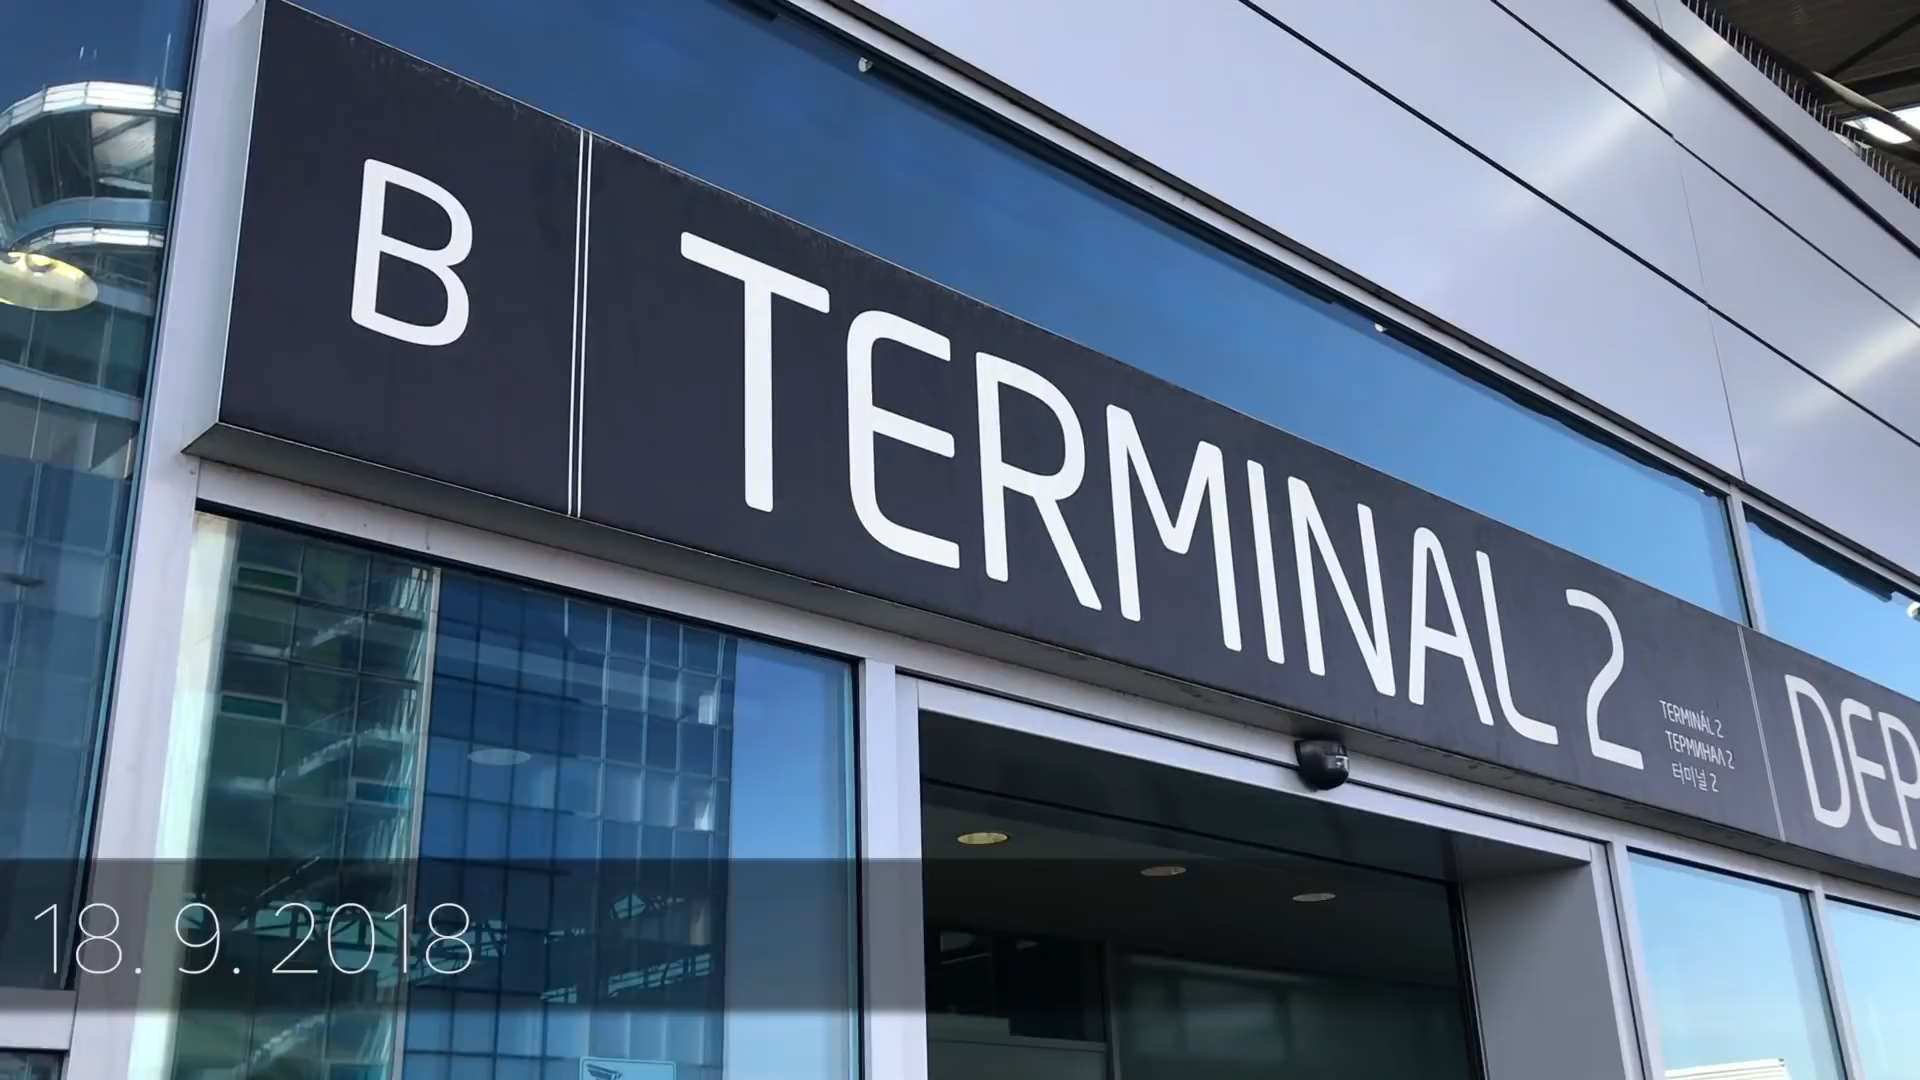 B TERMINAL 2
TERMINÁL 2
ТЕРМИНАЛ 2
터미널 2
DEP
18. 9. 2018